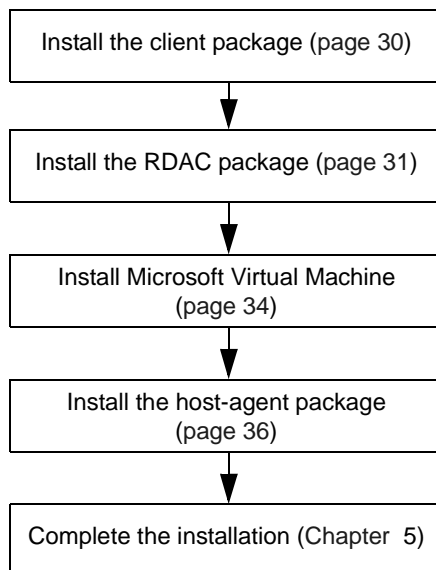 Install the client package (page 30)
Install the RDAC package (page 31)
Install Microsoft Virtual Machine
(page 34)
Install the host-agent package
(page 36)
Complete the installation (Chapter 5)